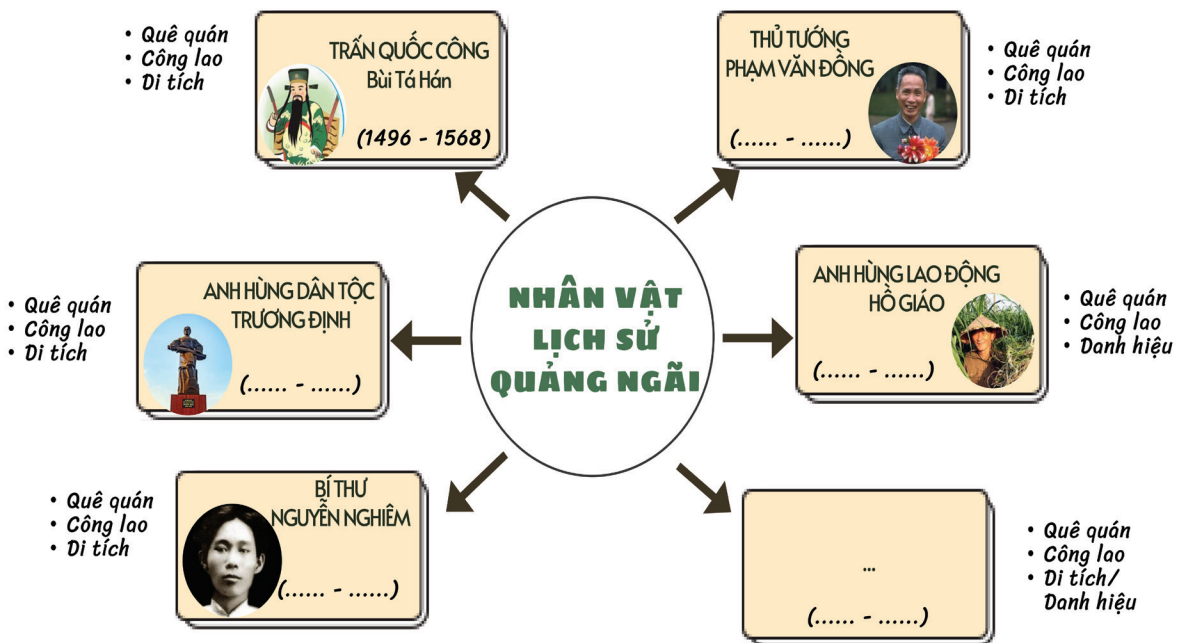 • Quê quán
• Công lao
• Di tích
TRẤN QUỐC CÔNG
Bùi Tá Hán
(1496 - 1568)
THỦ TƯỚNG
PHẠM VĂN ĐỒNG
(...... - ......)
• Quê quán
• Công lao
• Di tích
• Quê quán
• Công lao
• Di tích
ANH HÙNG DÂN TỘC
TRƯƠNG ĐỊNH
(...... - ......)
NHÂN VẬT
LỊCH SỬ
QUẢNG NGÃI
ANH HÙNG LAO ĐỘNG
HỒ GIÁO
(...... - ......)
• Quê quán
• Công lao
• Danh hiệu
• Quê quán
• Công lao
• Di tích
BÍ THƯ
NGUYỄN NGHIÊM
(...... - ......)
...
(...... - ......)
• Quê quán
• Công lao
• Di tích/
Danh hiệu